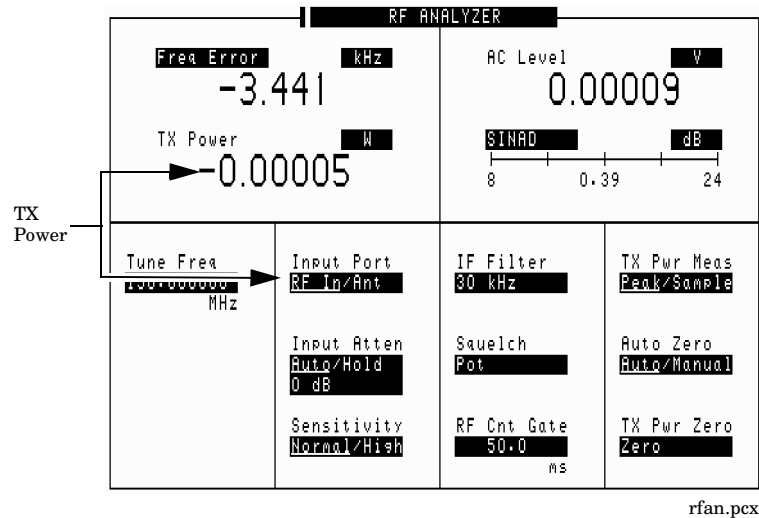 RF ANALYZER
Freq Error kHz
-3.441
TX Power W
-0.00005
AC Level V
0.00009
SINAD dB
8 0.39 24
TX
Power
Tune Freq
MHz
Input Port
RF In/Ant
Input Atten
Auto/Hold
0 dB
Sensitivity
Normal/High
IF Filter
30 kHz
Squelch
Pot
RF Cnt Gate
50.0
ms
TX Pwr Meas
Peak/Sample
Auto Zero
Auto/Manual
TX Pwr Zero
Zero
rfan.pcx